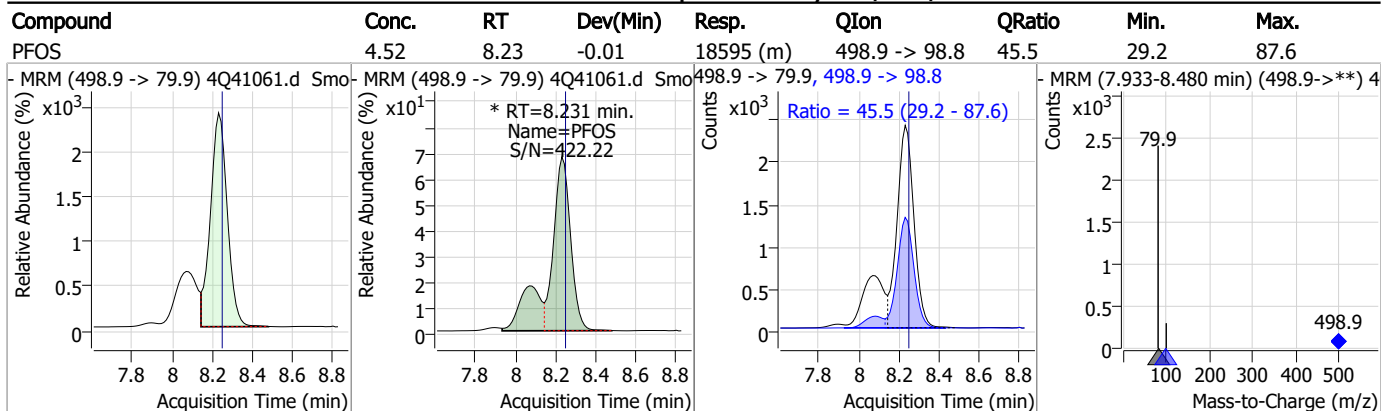 Compound Conc. RT Dev(Min) Resp. QIon QRatio Min. Max.
PFOS 4.52 8.23 -0.01 18595 (m) 498.9 -> 98.8 45.5 29.2 87.6
- MRM (498.9 -> 79.9) 4Q41061.d Smo
Relative Abundance (%)
x10³
2
1.5
1
0.5
0
7.8 8 8.2 8.4 8.6 8.8
Acquisition Time (min)
- MRM (498.9 -> 79.9) 4Q41061.d Smo
Relative Abundance (%)
x10¹
* RT=8.231 min.
Name=PFOS
S/N=422.22
7
6
5
4
3
2
1
0
7.8 8 8.2 8.4 8.6 8.8
Acquisition Time (min)
498.9 -> 79.9, 498.9 -> 98.8
Counts
x10³
Ratio = 45.5 (29.2 - 87.6)
2
1.5
1
0.5
0
7.8 8 8.2 8.4 8.6 8.8
Acquisition Time (min)
- MRM (7.933-8.480 min) (498.9->**) 4
Counts
x10³
79.9
2.5
2
1.5
1
0.5
498.9
0
100 200 300 400 500
Mass-to-Charge (m/z)